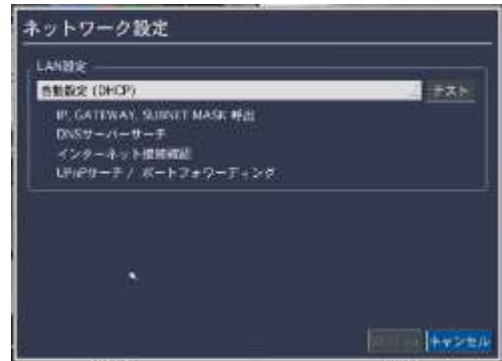 ネットワーク設定
LAN設定
自動設定 (DHCP)
テスト
IP, GATEWAY, SUBNET MASK 呼出
DNSサーバーサーチ
インターネット接続確認
UPnPサーチ / ポートフォワーディング
キャンセル